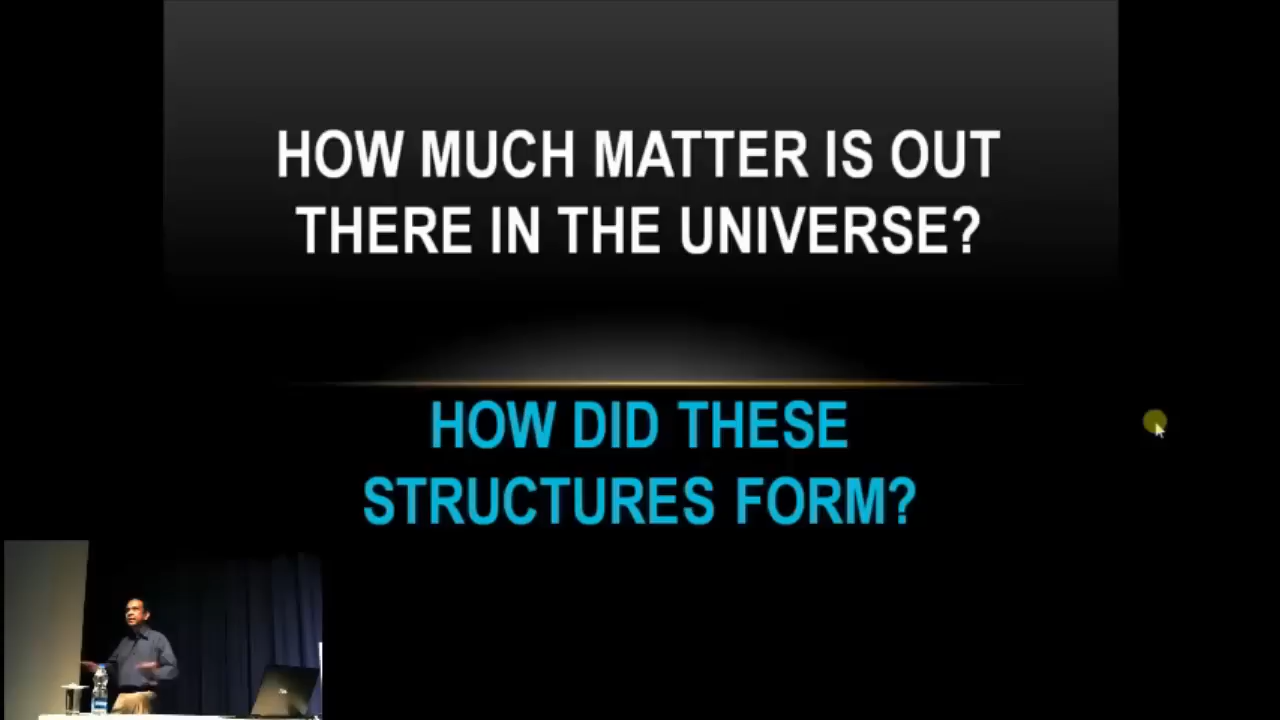 HOW MUCH MATTER IS OUT
THERE IN THE UNIVERSE?
HOW DID THESE
STRUCTURES FORM?